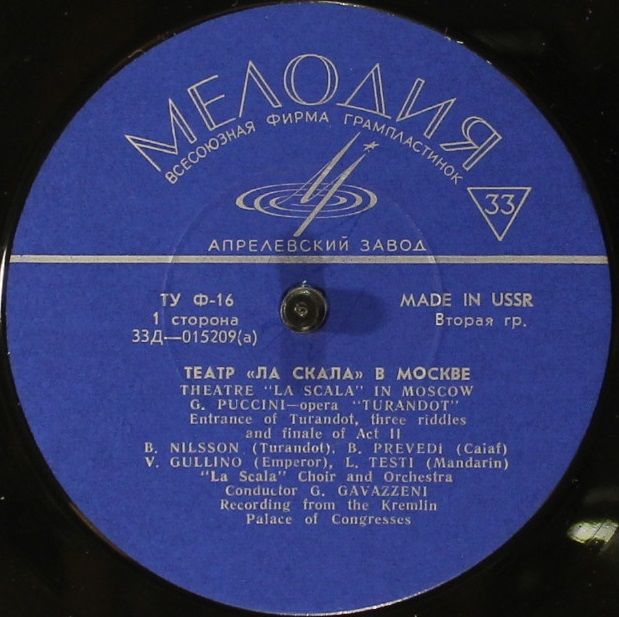 МЕЛОДИЯ
ВСЕСОЮЗНАЯ ФИРМА ГРАМПЛАСТИНОК
33
АПРЕЛЕВСКИЙ ЗАВОД
ТУ Ф-16
1 сторона
33Д—015209(а)
MADE IN USSR
Вторая гр.
ТЕАТР «ЛА СКАЛА» В МОСКВЕ
THEATRE "LA SCALA" IN MOSCOW
G. PUCCINI—opera "TURANDOT"
Entrance of Turandot, three riddles
and finale of Act II
B. NILSSON (Turandot), B. PREVEDI (Calaf)
V. GULLINO (Emperor), L. TESTI (Mandarin)
"La Scala" Choir and Orchestra
Conductor G. GAVAZZENI
Recording from the Kremlin
Palace of Congresses